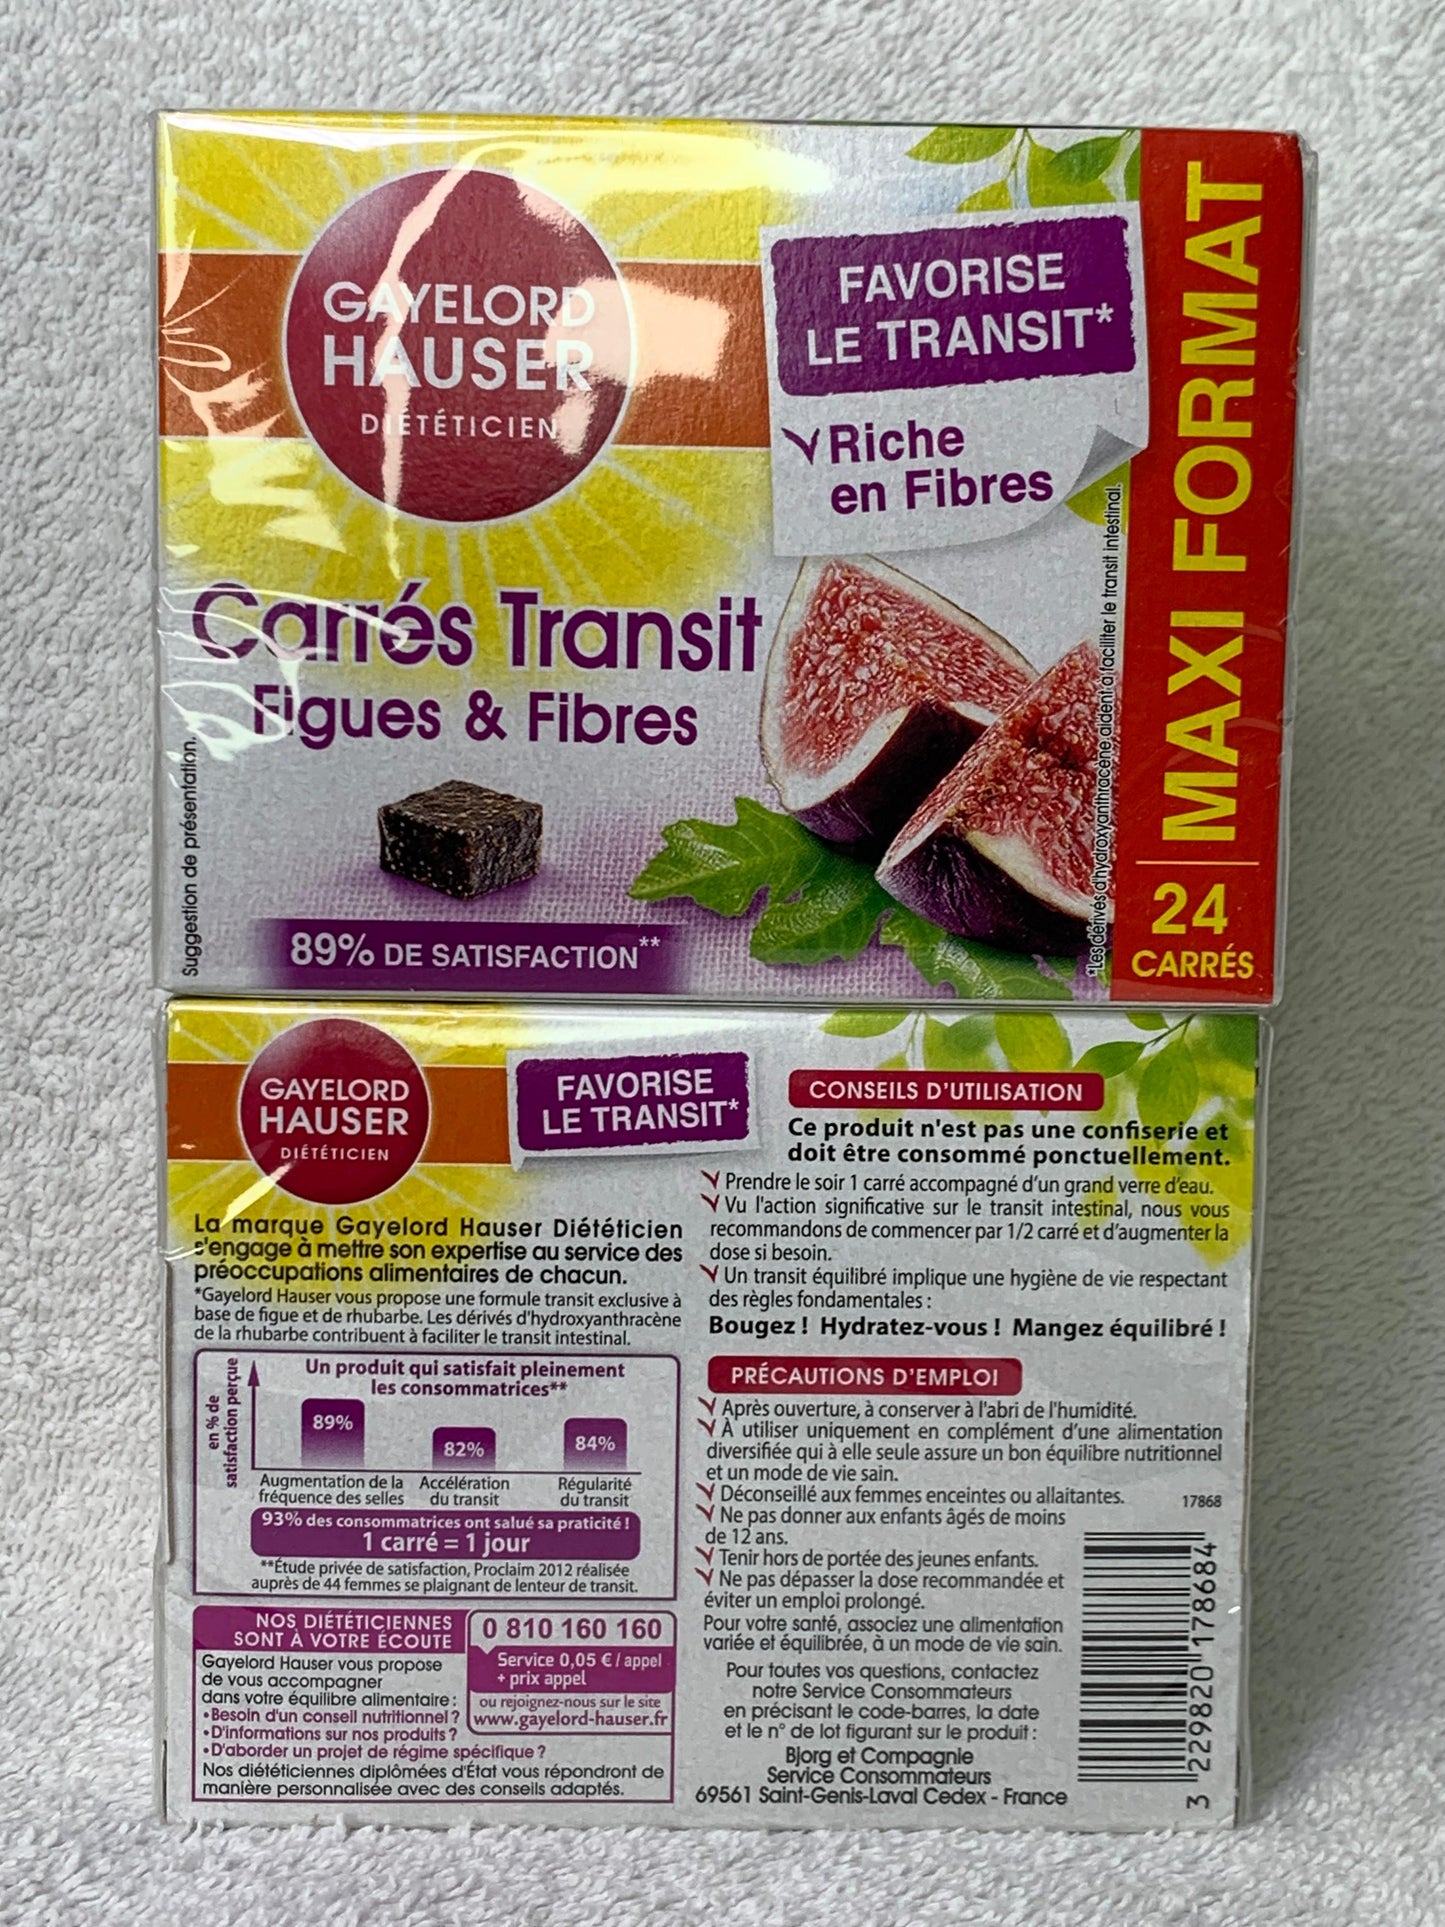 GAYELORD
HAUSER
DIÉTÉTICIEN
FAVORISE
LE TRANSIT*
Riche
en Fibres
Carrés Transit
Figues & Fibres
89% DE SATISFACTION**
Suggestion de présentation.
*Les dérivés d'hydroxyanthracène aident à faciliter le transit intestinal.
MAXI FORMAT
24
CARRÉS
GAYELORD
HAUSER
DIÉTÉTICIEN
FAVORISE
LE TRANSIT*
La marque Gayelord Hauser Diététicien
s'engage à mettre son expertise au service des
préoccupations alimentaires de chacun.
*Gayelord Hauser vous propose une formule transit exclusive à
base de figue et de rhubarbe. Les dérivés d'hydroxyanthracène
de la rhubarbe contribuent à faciliter le transit intestinal.
en % de
satisfaction perçue
Un produit qui satisfait pleinement
les consommatrices**
89%
82%
84%
Augmentation de la
fréquence des selles
Accélération
du transit
Régularité
du transit
93% des consommatrices ont salué sa praticité !
1 carré = 1 jour
**Étude privée de satisfaction, Proclaim 2012 réalisée
auprès de 44 femmes se plaignant de lenteur de transit.
NOS DIÉTÉTICIENNES
SONT À VOTRE ÉCOUTE
Gayelord Hauser vous propose
de vous accompagner
dans votre équilibre alimentaire :
• Besoin d'un conseil nutritionnel ?
• D'informations sur nos produits ?
• D'aborder un projet de régime spécifique ?
Nos diététiciennes diplômées d'État vous répondront de
manière personnalisée avec des conseils adaptés.
0 810 160 160
Service 0,05 € / appel
+ prix appel
ou rejoignez-nous sur le site
www.gayelord-hauser.fr
CONSEILS D'UTILISATION
Ce produit n'est pas une confiserie et
doit être consommé ponctuellement.
Prendre le soir 1 carré accompagné d'un grand verre d'eau.
Vu l'action significative sur le transit intestinal, nous vous
recommandons de commencer par 1/2 carré et d'augmenter la
dose si besoin.
Un transit équilibré implique une hygiène de vie respectant
des règles fondamentales :
Bougez ! Hydratez-vous ! Mangez équilibré !
PRÉCAUTIONS D'EMPLOI
Après ouverture, à conserver à l'abri de l'humidité.
À utiliser uniquement en complément d'une alimentation
diversifiée qui à elle seule assure un bon équilibre nutritionnel
et un mode de vie sain.
Déconseillé aux femmes enceintes ou allaitantes.
Ne pas donner aux enfants âgés de moins
de 12 ans.
Tenir hors de portée des jeunes enfants.
Ne pas dépasser la dose recommandée et
éviter un emploi prolongé.
Pour votre santé, associez une alimentation
variée et équilibrée, à un mode de vie sain.
Pour toutes vos questions, contactez
notre Service Consommateurs
en précisant le code-barres, la date
et le n° de lot figurant sur le produit :
Bjorg et Compagnie
Service Consommateurs
69561 Saint-Genis-Laval Cedex - France
17868
3 229820 178684